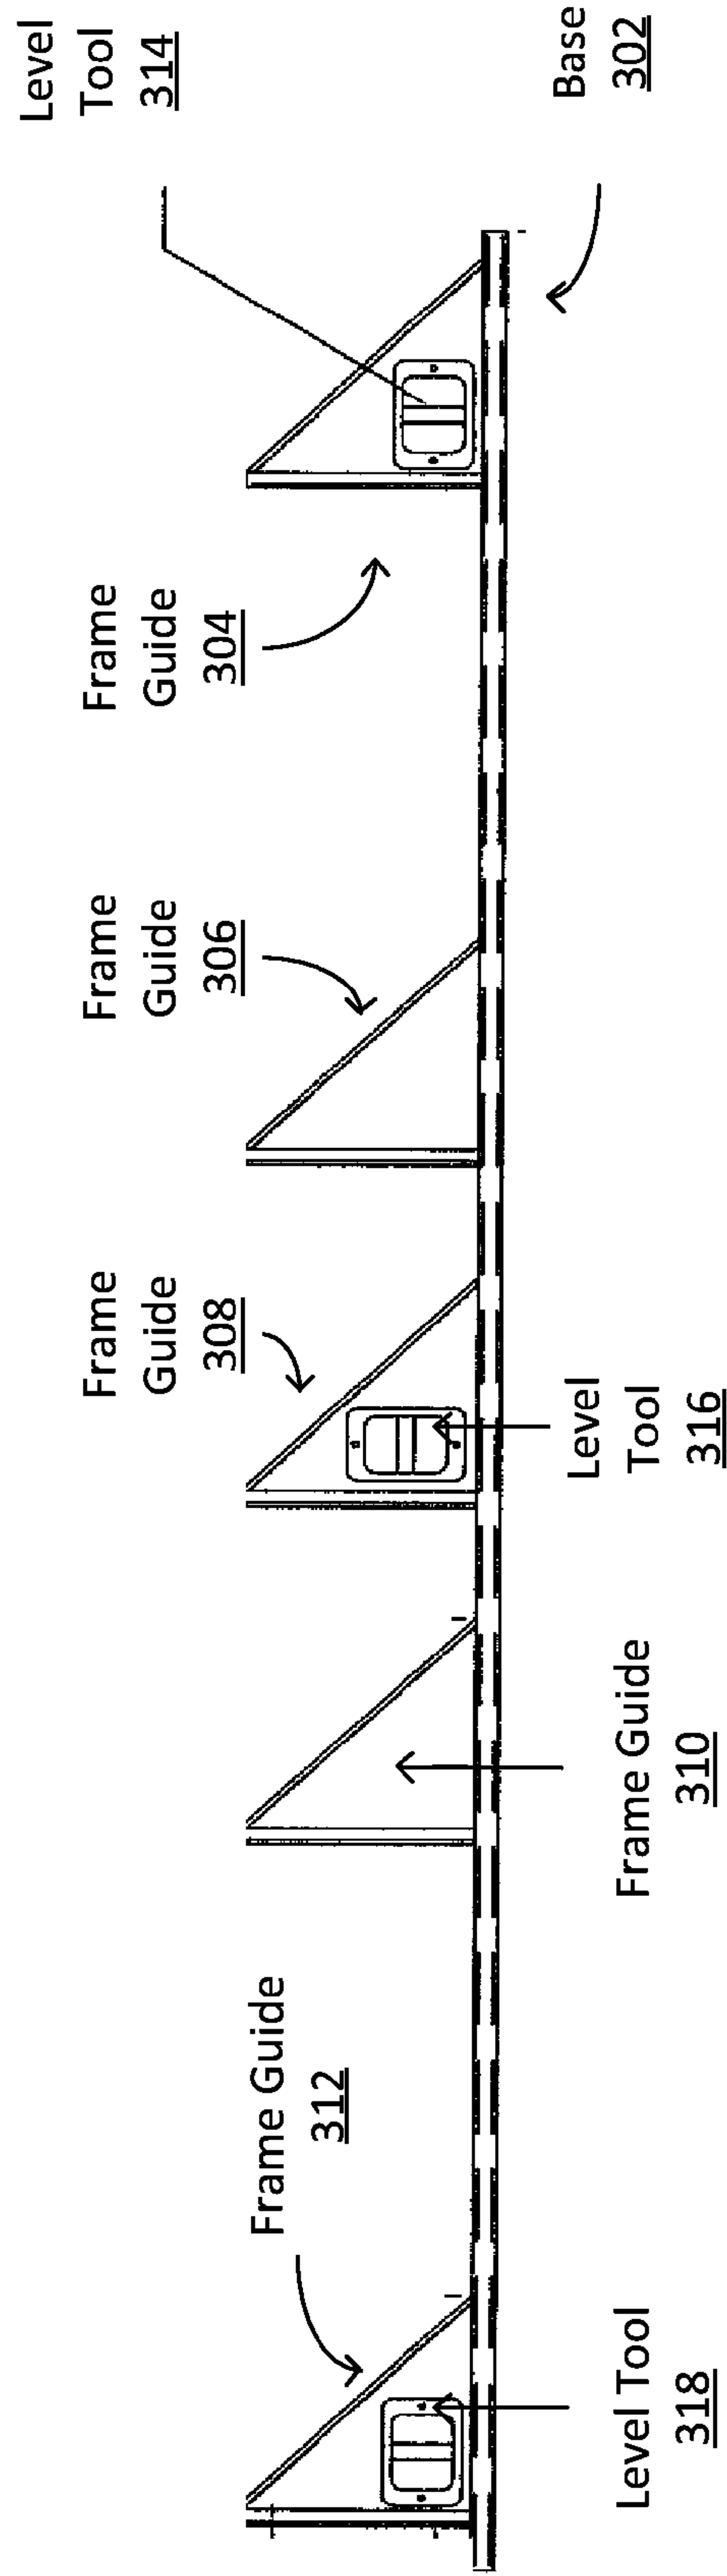 Level
Tool
314
Base
302
Frame
Guide
304
Frame
Guide
306
Frame
Guide
308
Level
Tool
316
Frame Guide
310
Frame Guide
312
Level Tool
318